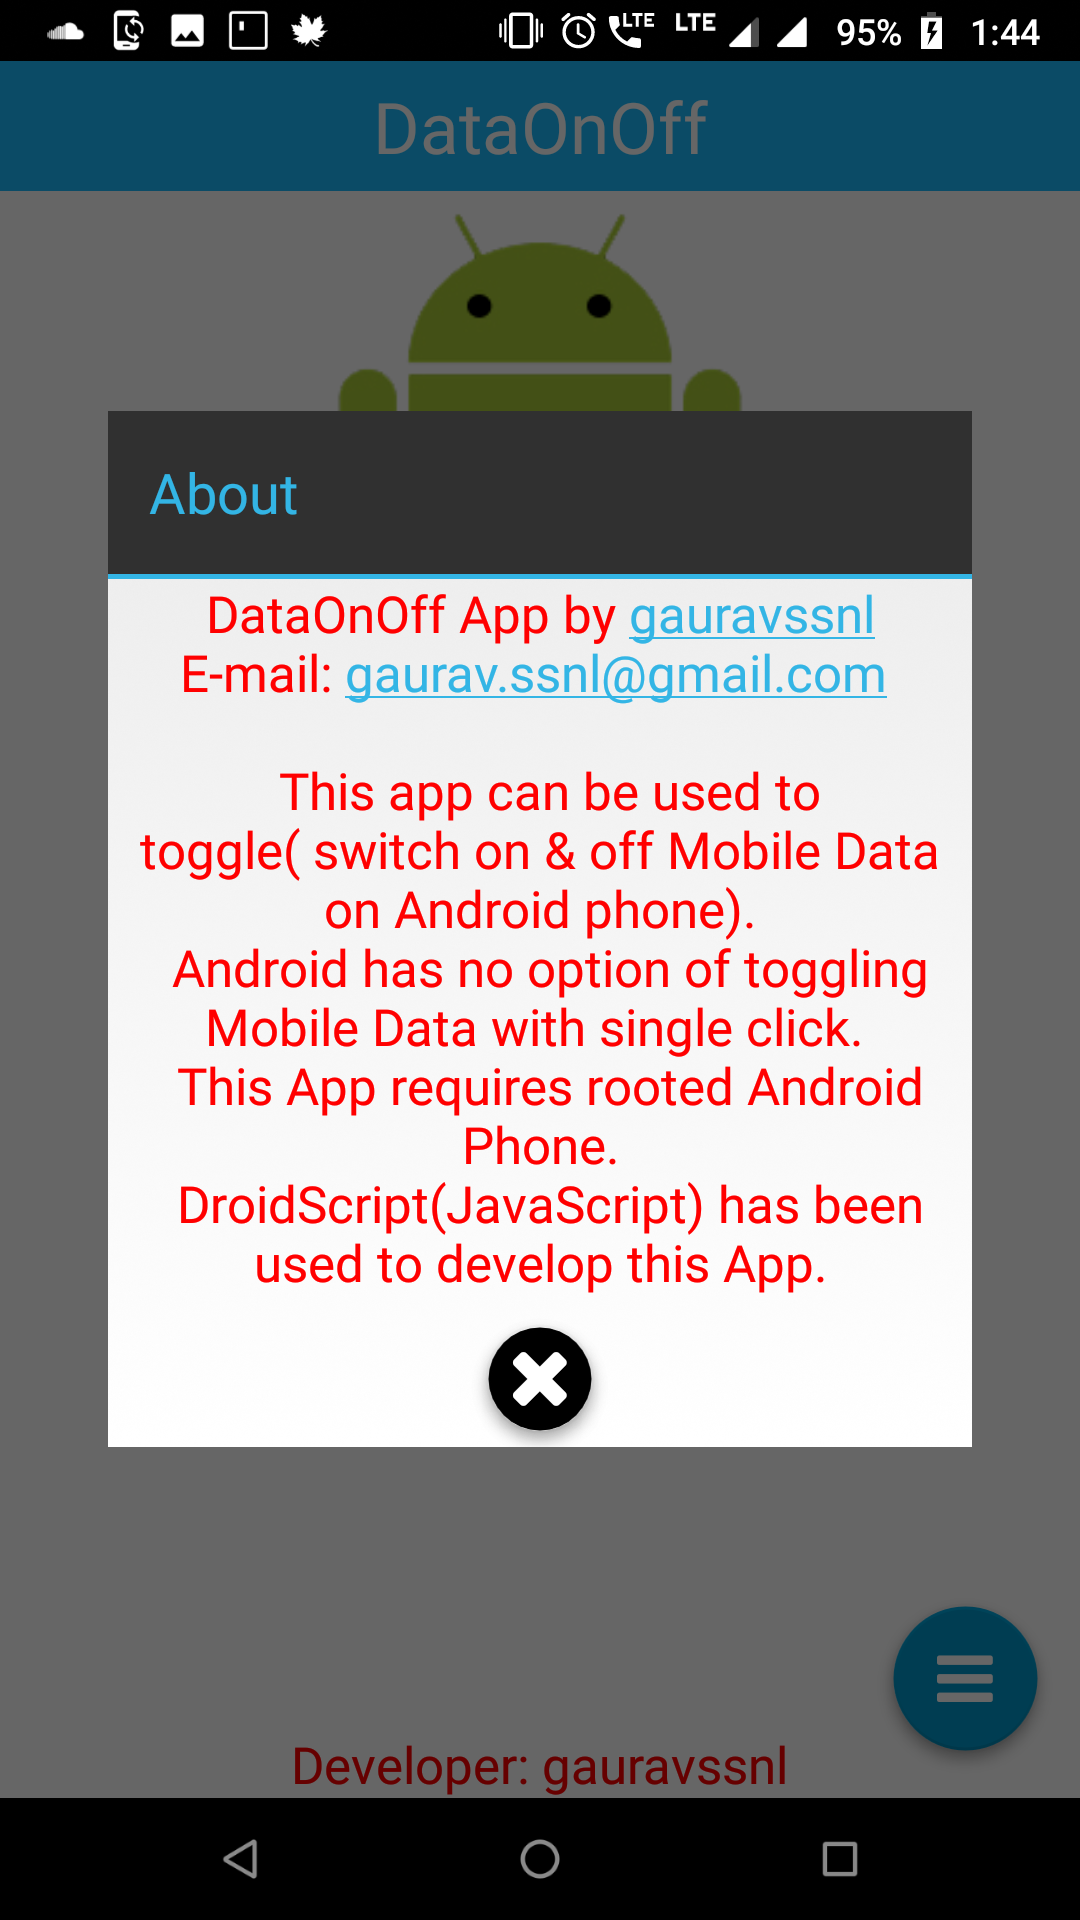 LTE LTE 95% 1:44
DataOnOff
About
DataOnOff App by gauravssnl
E-mail: gaurav.ssnl@gmail.com
This app can be used to
toggle( switch on & off Mobile Data
on Android phone).
Android has no option of toggling
Mobile Data with single click.
This App requires rooted Android
Phone.
DroidScript(JavaScript) has been
used to develop this App.
Developer: gauravssnl